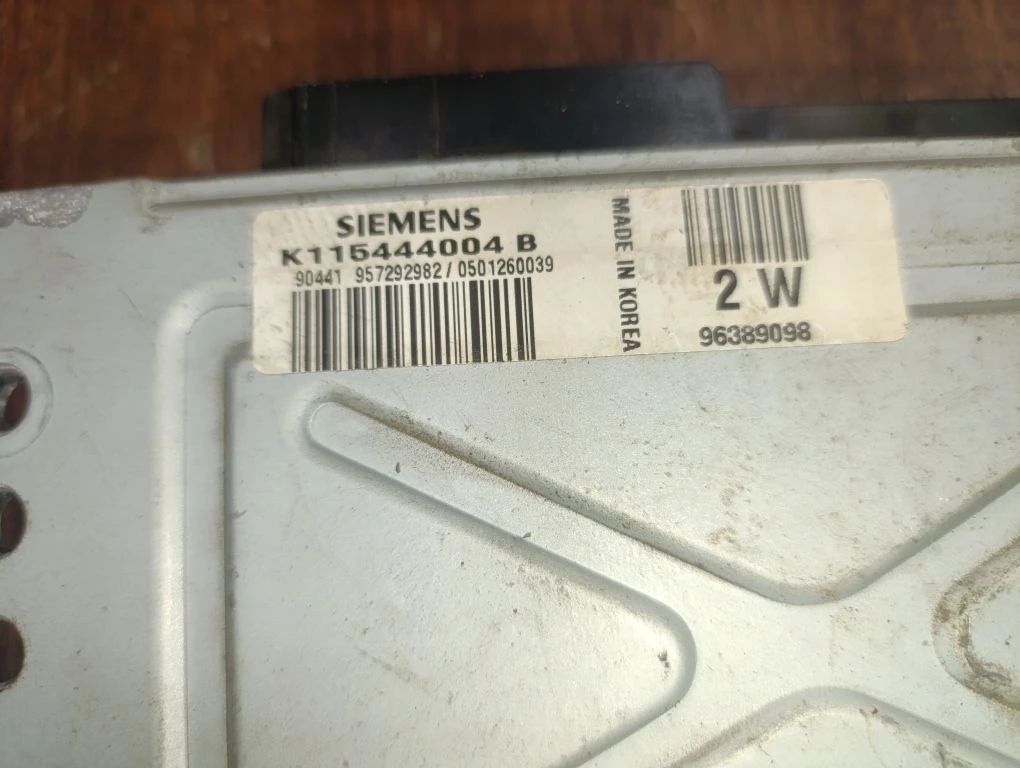 SIEMENS
K115444004 B
90441 957292982 / 0501260039
MADE IN KOREA
2 W
96389098